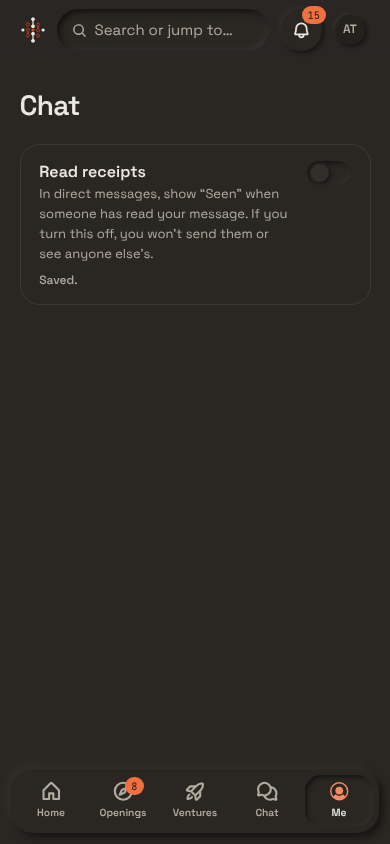 Search or jump to...
15
AT
Chat
Read receipts
In direct messages, show “Seen” when
someone has read your message. If you
turn this off, you won’t send them or
see anyone else’s.
Saved.
8
Home
Openings
Ventures
Chat
Me